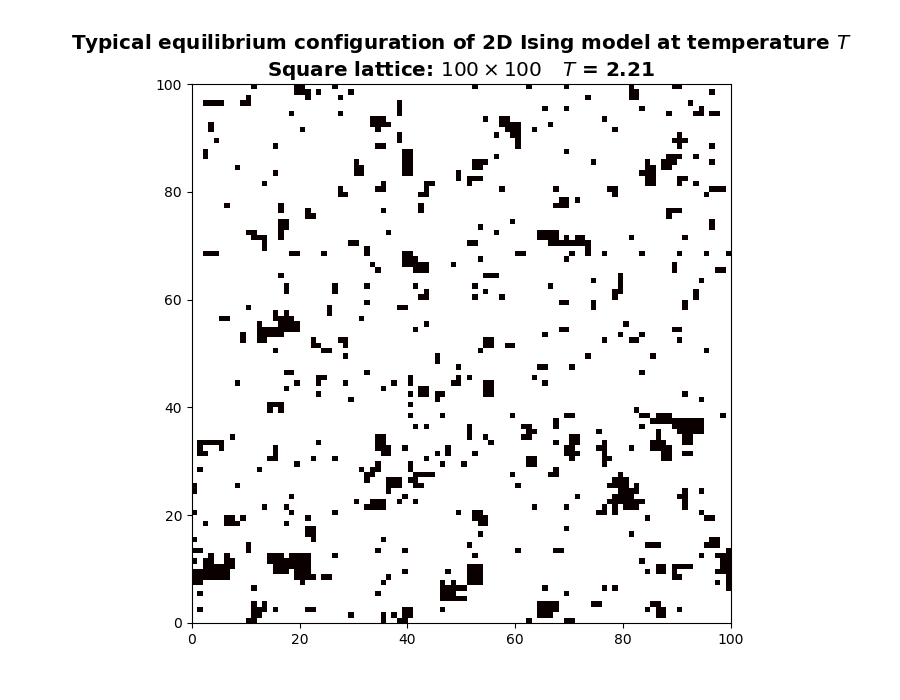 Typical equilibrium configuration of 2D Ising model at temperature T
Square lattice: 100 × 100 T = 2.21
100
80
60
40
20
0
0 20 40 60 80 100